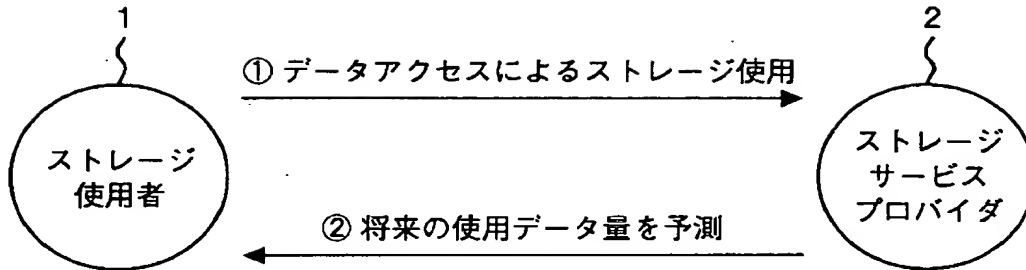 1
2
① データアクセスによるストレージ使用
ストレージ
使用者
ストレージ
サービス
プロバイダ
② 将来の使用データ量を予測